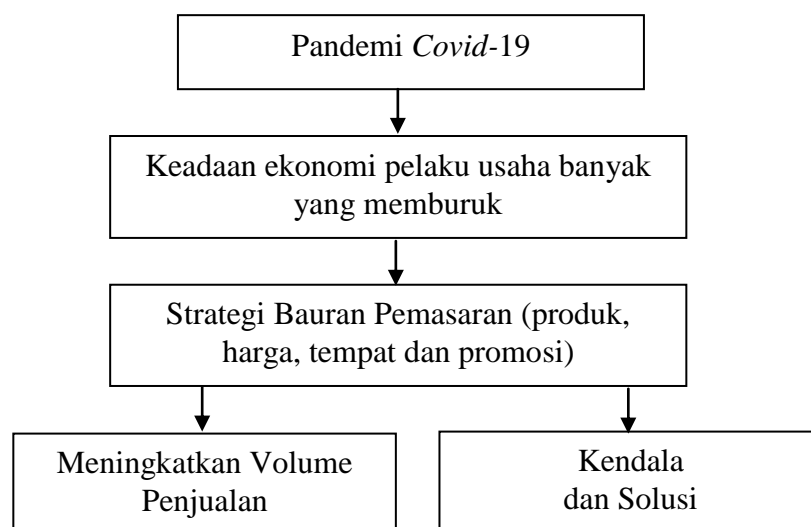 Pandemi Covid-19
Keadaan ekonomi pelaku usaha banyak
yang memburuk
Strategi Bauran Pemasaran (produk,
harga, tempat dan promosi)
Meningkatkan Volume
Penjualan
Kendala
dan Solusi